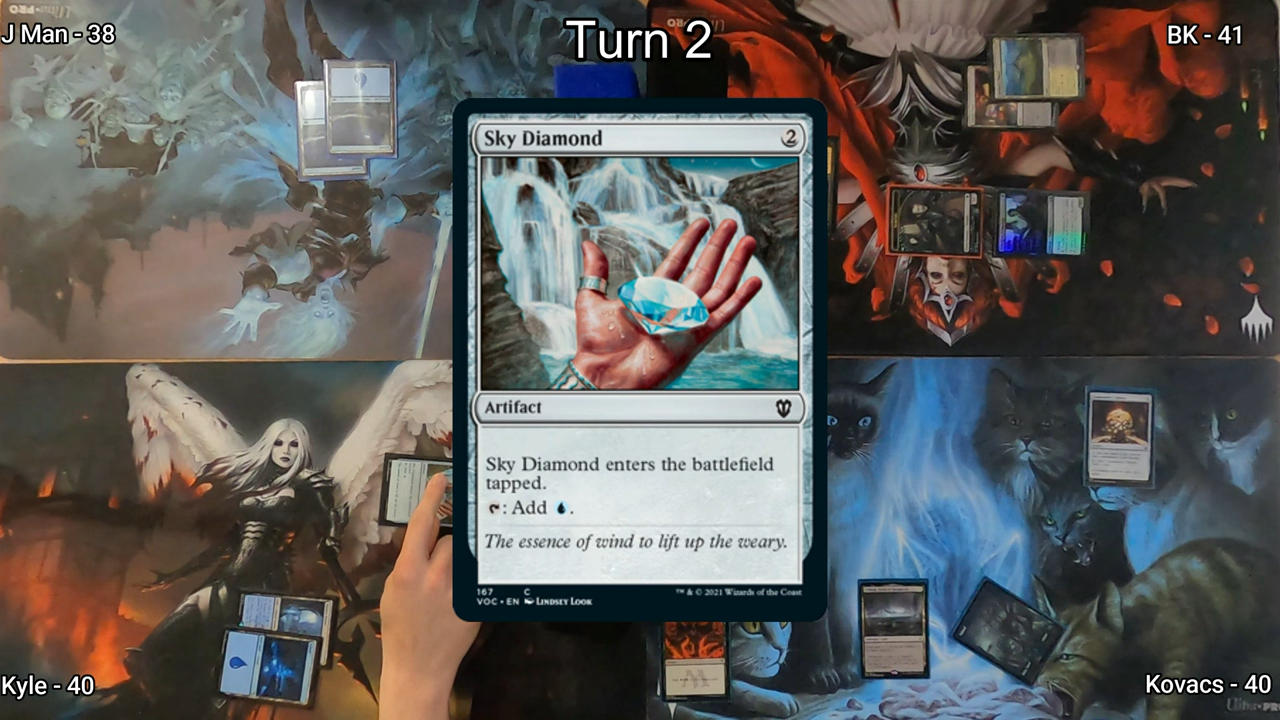 J Man - 38
Turn 2
BK - 41
Sky Diamond 2
Artifact
Sky Diamond enters the battlefield
tapped.
: Add .
The essence of wind to lift up the weary.
167 C
VOC • EN LINDSEY LOOK
™ & © 2021 Wizards of the Coast
Kyle - 40
Kovacs - 40